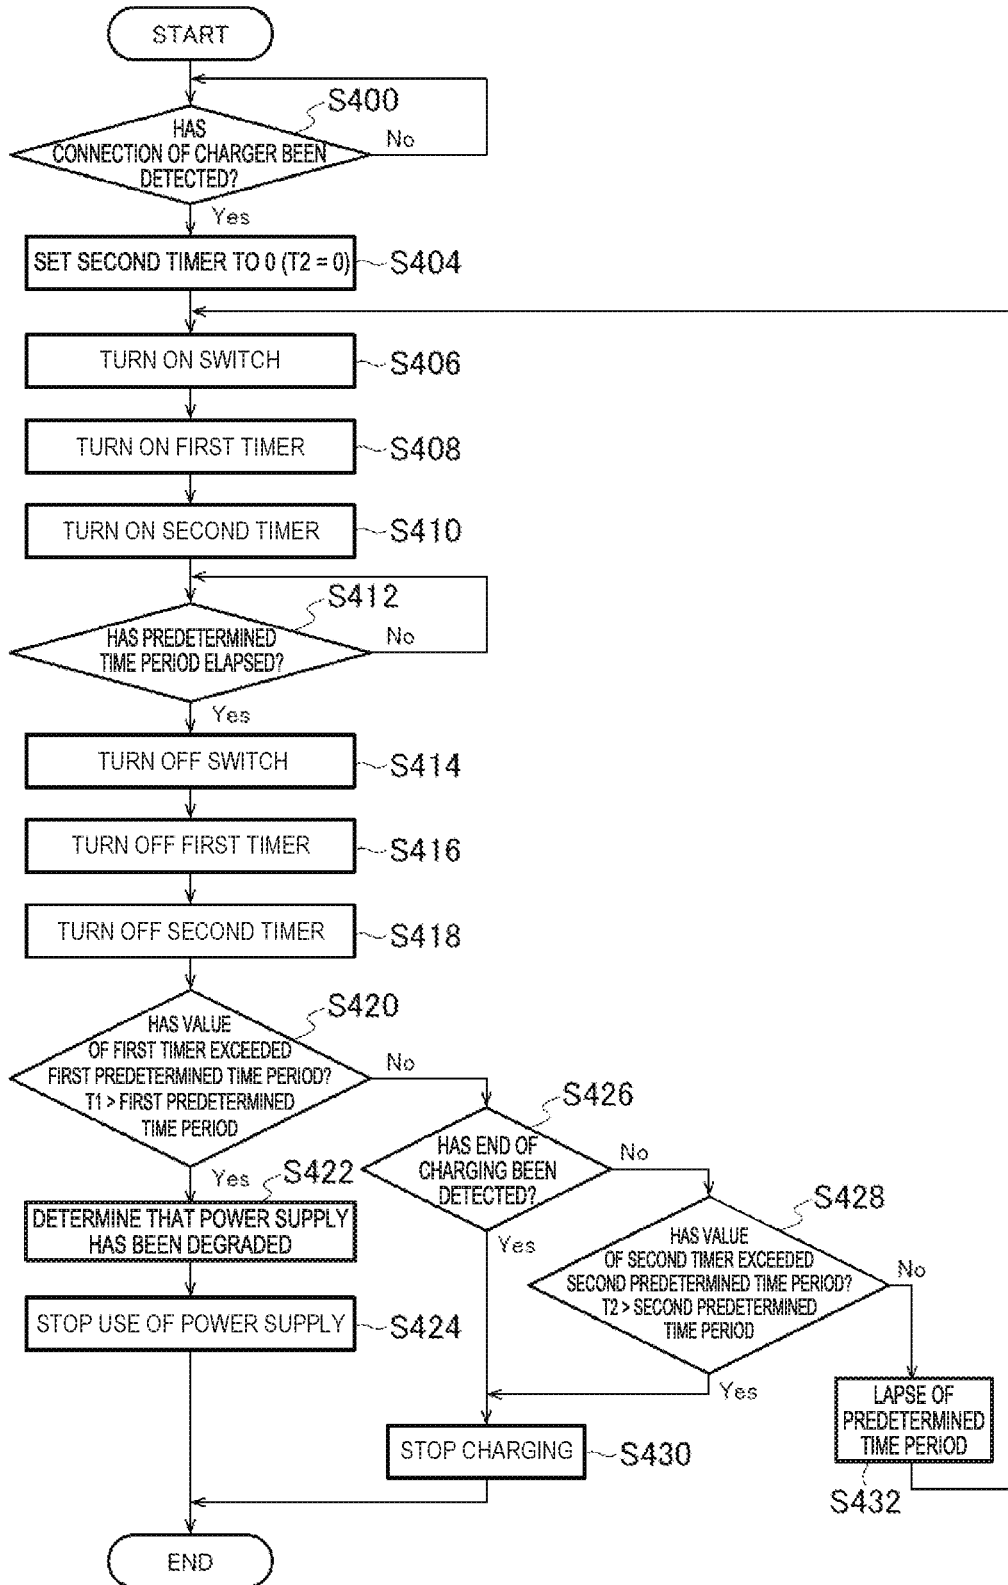 START
S400
HAS
CONNECTION OF CHARGER BEEN
DETECTED?
No
Yes
SET SECOND TIMER TO 0 (T2 = 0)
S404
TURN ON SWITCH
S406
TURN ON FIRST TIMER
S408
TURN ON SECOND TIMER
S410
S412
HAS PREDETERMINED
TIME PERIOD ELAPSED?
No
Yes
TURN OFF SWITCH
S414
TURN OFF FIRST TIMER
S416
TURN OFF SECOND TIMER
S418
S420
HAS VALUE
OF FIRST TIMER EXCEEDED
FIRST PREDETERMINED TIME PERIOD?
T1 > FIRST PREDETERMINED
TIME PERIOD
No
Yes
S422
DETERMINE THAT POWER SUPPLY
HAS BEEN DEGRADED
STOP USE OF POWER SUPPLY
S424
S426
HAS END OF
CHARGING BEEN
DETECTED?
No
Yes
S428
HAS VALUE
OF SECOND TIMER EXCEEDED
SECOND PREDETERMINED TIME PERIOD?
T2 > SECOND PREDETERMINED
TIME PERIOD
No
Yes
LAPSE OF
PREDETERMINED
TIME PERIOD
S432
STOP CHARGING
S430
END